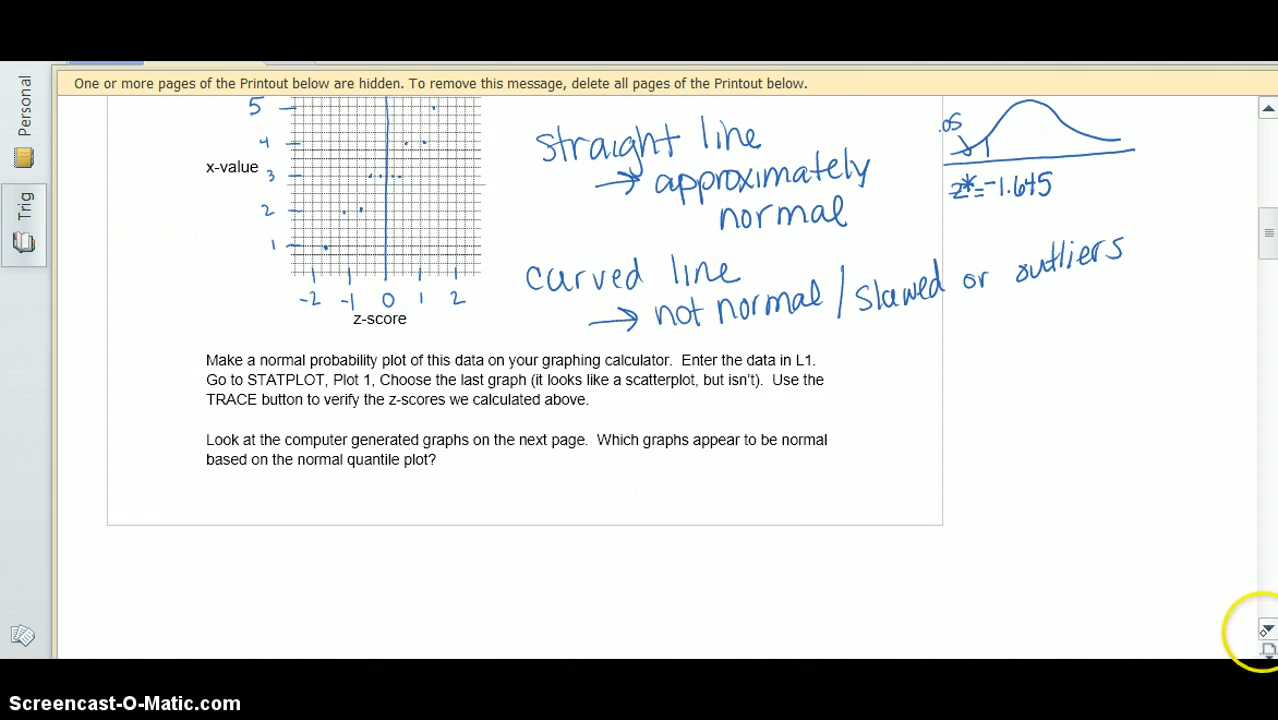 One or more pages of the Printout below are hidden. To remove this message, delete all pages of the Printout below.
Personal
Trig
5
4
x-value
3
2
1
-2 -1 0 1 2
z-score
straight line
→ approximately
normal
curved line
→ not normal / skewed or outliers
.05
z*=-1.645
Make a normal probability plot of this data on your graphing calculator. Enter the data in L1.
Go to STATPLOT, Plot 1, Choose the last graph (it looks like a scatterplot, but isn't). Use the
TRACE button to verify the z-scores we calculated above.
Look at the computer generated graphs on the next page. Which graphs appear to be normal
based on the normal quantile plot?
Screencast-O-Matic.com